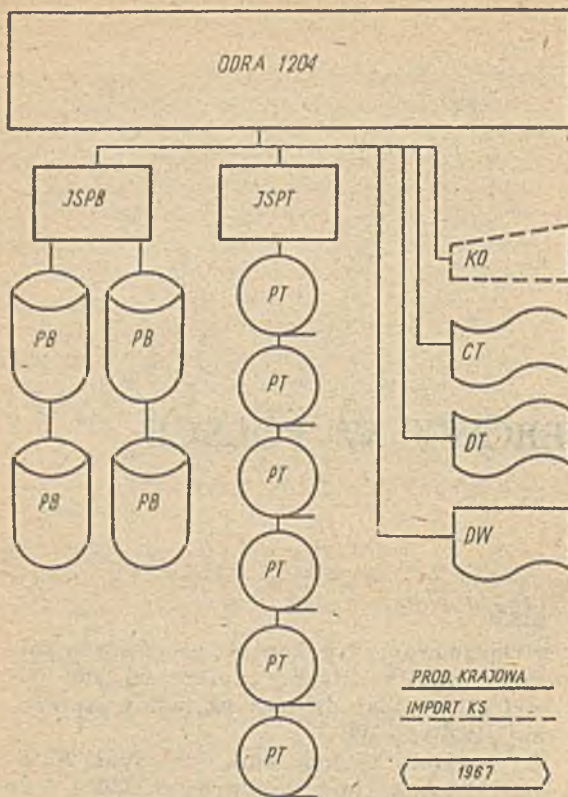 ODRA 1204
JSPB
JSPT
KO
PT
PB
PB
CT
PT
DT
PB
PB
PT
DW
PT
PT
PROD. KRAJOWA
IMPORT KS
PT
1967